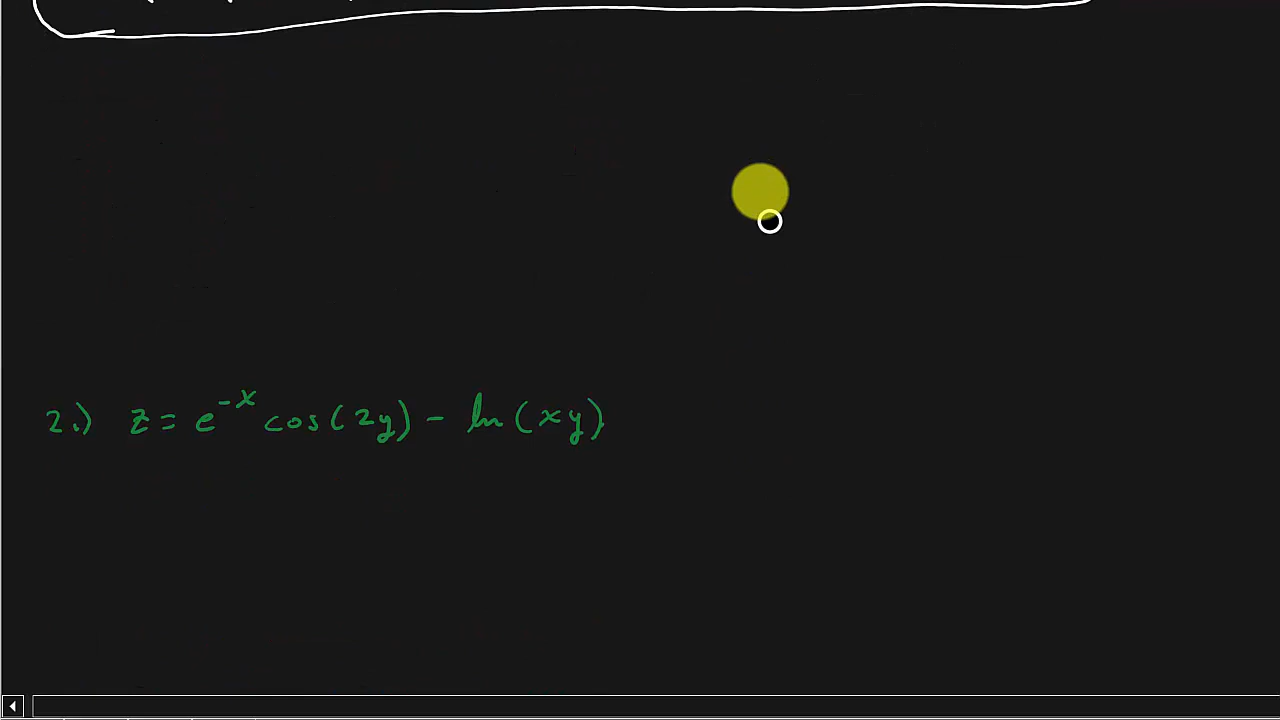 2.) z = e^{-x} cos(2y) - ln(xy)